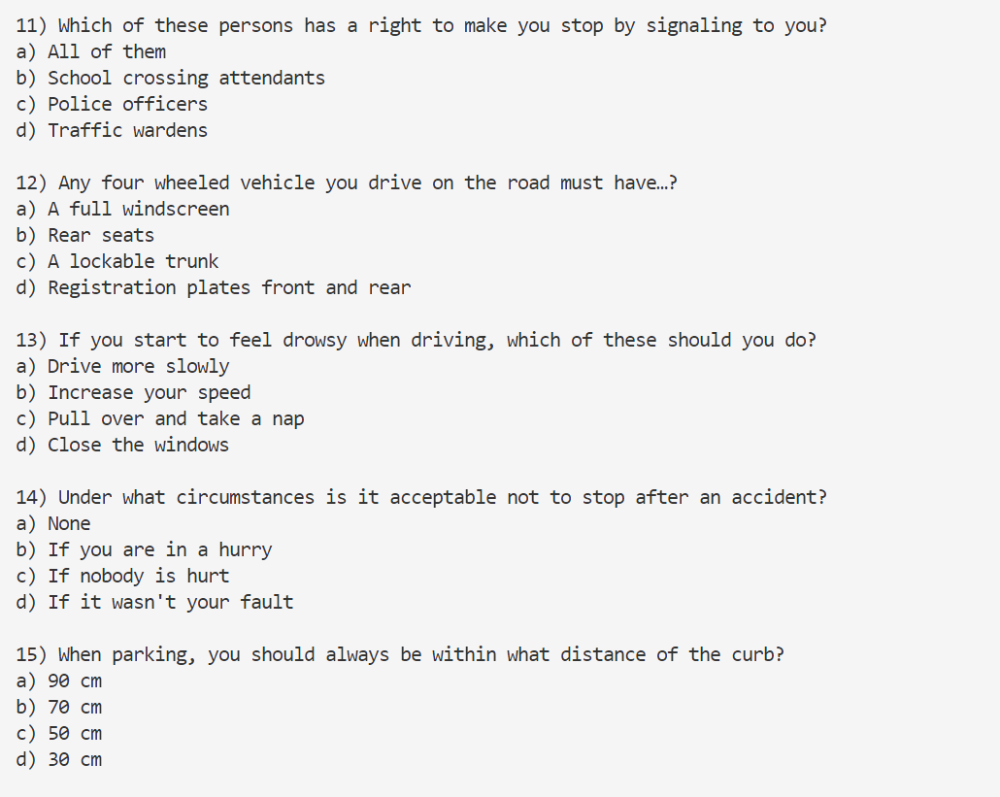 11) Which of these persons has a right to make you stop by signaling to you?
a) All of them
b) School crossing attendants
c) Police officers
d) Traffic wardens
12) Any four wheeled vehicle you drive on the road must have…?
a) A full windscreen
b) Rear seats
c) A lockable trunk
d) Registration plates front and rear
13) If you start to feel drowsy when driving, which of these should you do?
a) Drive more slowly
b) Increase your speed
c) Pull over and take a nap
d) Close the windows
14) Under what circumstances is it acceptable not to stop after an accident?
a) None
b) If you are in a hurry
c) If nobody is hurt
d) If it wasn't your fault
15) When parking, you should always be within what distance of the curb?
a) 90 cm
b) 70 cm
c) 50 cm
d) 30 cm